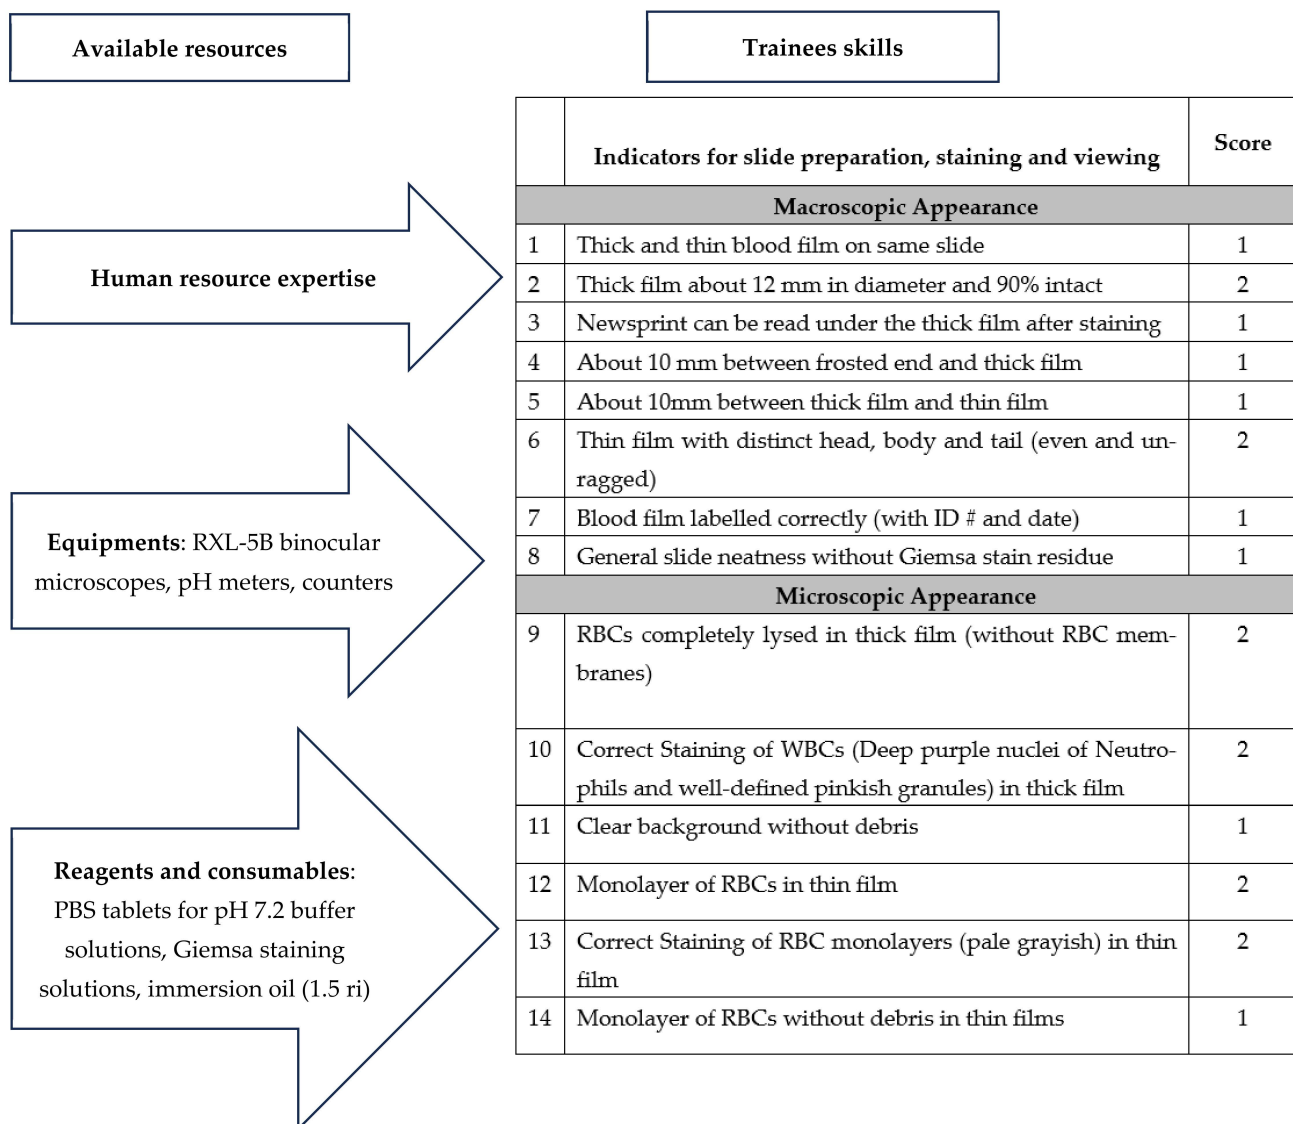 Available resources
Trainees skills
Human resource expertise
Equipments: RXL-5B binocular
microscopes, pH meters, counters
Reagents and consumables:
PBS tablets for pH 7.2 buffer
solutions, Giemsa staining
solutions, immersion oil (1.5 ri)
Indicators for slide preparation, staining and viewing Score
Macroscopic Appearance
1 Thick and thin blood film on same slide 1
2 Thick film about 12 mm in diameter and 90% intact 2
3 Newsprint can be read under the thick film after staining 1
4 About 10 mm between frosted end and thick film 1
5 About 10mm between thick film and thin film 1
6 Thin film with distinct head, body and tail (even and un- 2
ragged)
7 Blood film labelled correctly (with ID # and date) 1
8 General slide neatness without Giemsa stain residue 1
Microscopic Appearance
9 RBCs completely lysed in thick film (without RBC mem- 2
branes)
10 Correct Staining of WBCs (Deep purple nuclei of Neutro- 2
phils and well-defined pinkish granules) in thick film
11 Clear background without debris 1
12 Monolayer of RBCs in thin film 2
13 Correct Staining of RBC monolayers (pale grayish) in thin 2
film
14 Monolayer of RBCs without debris in thin films 1